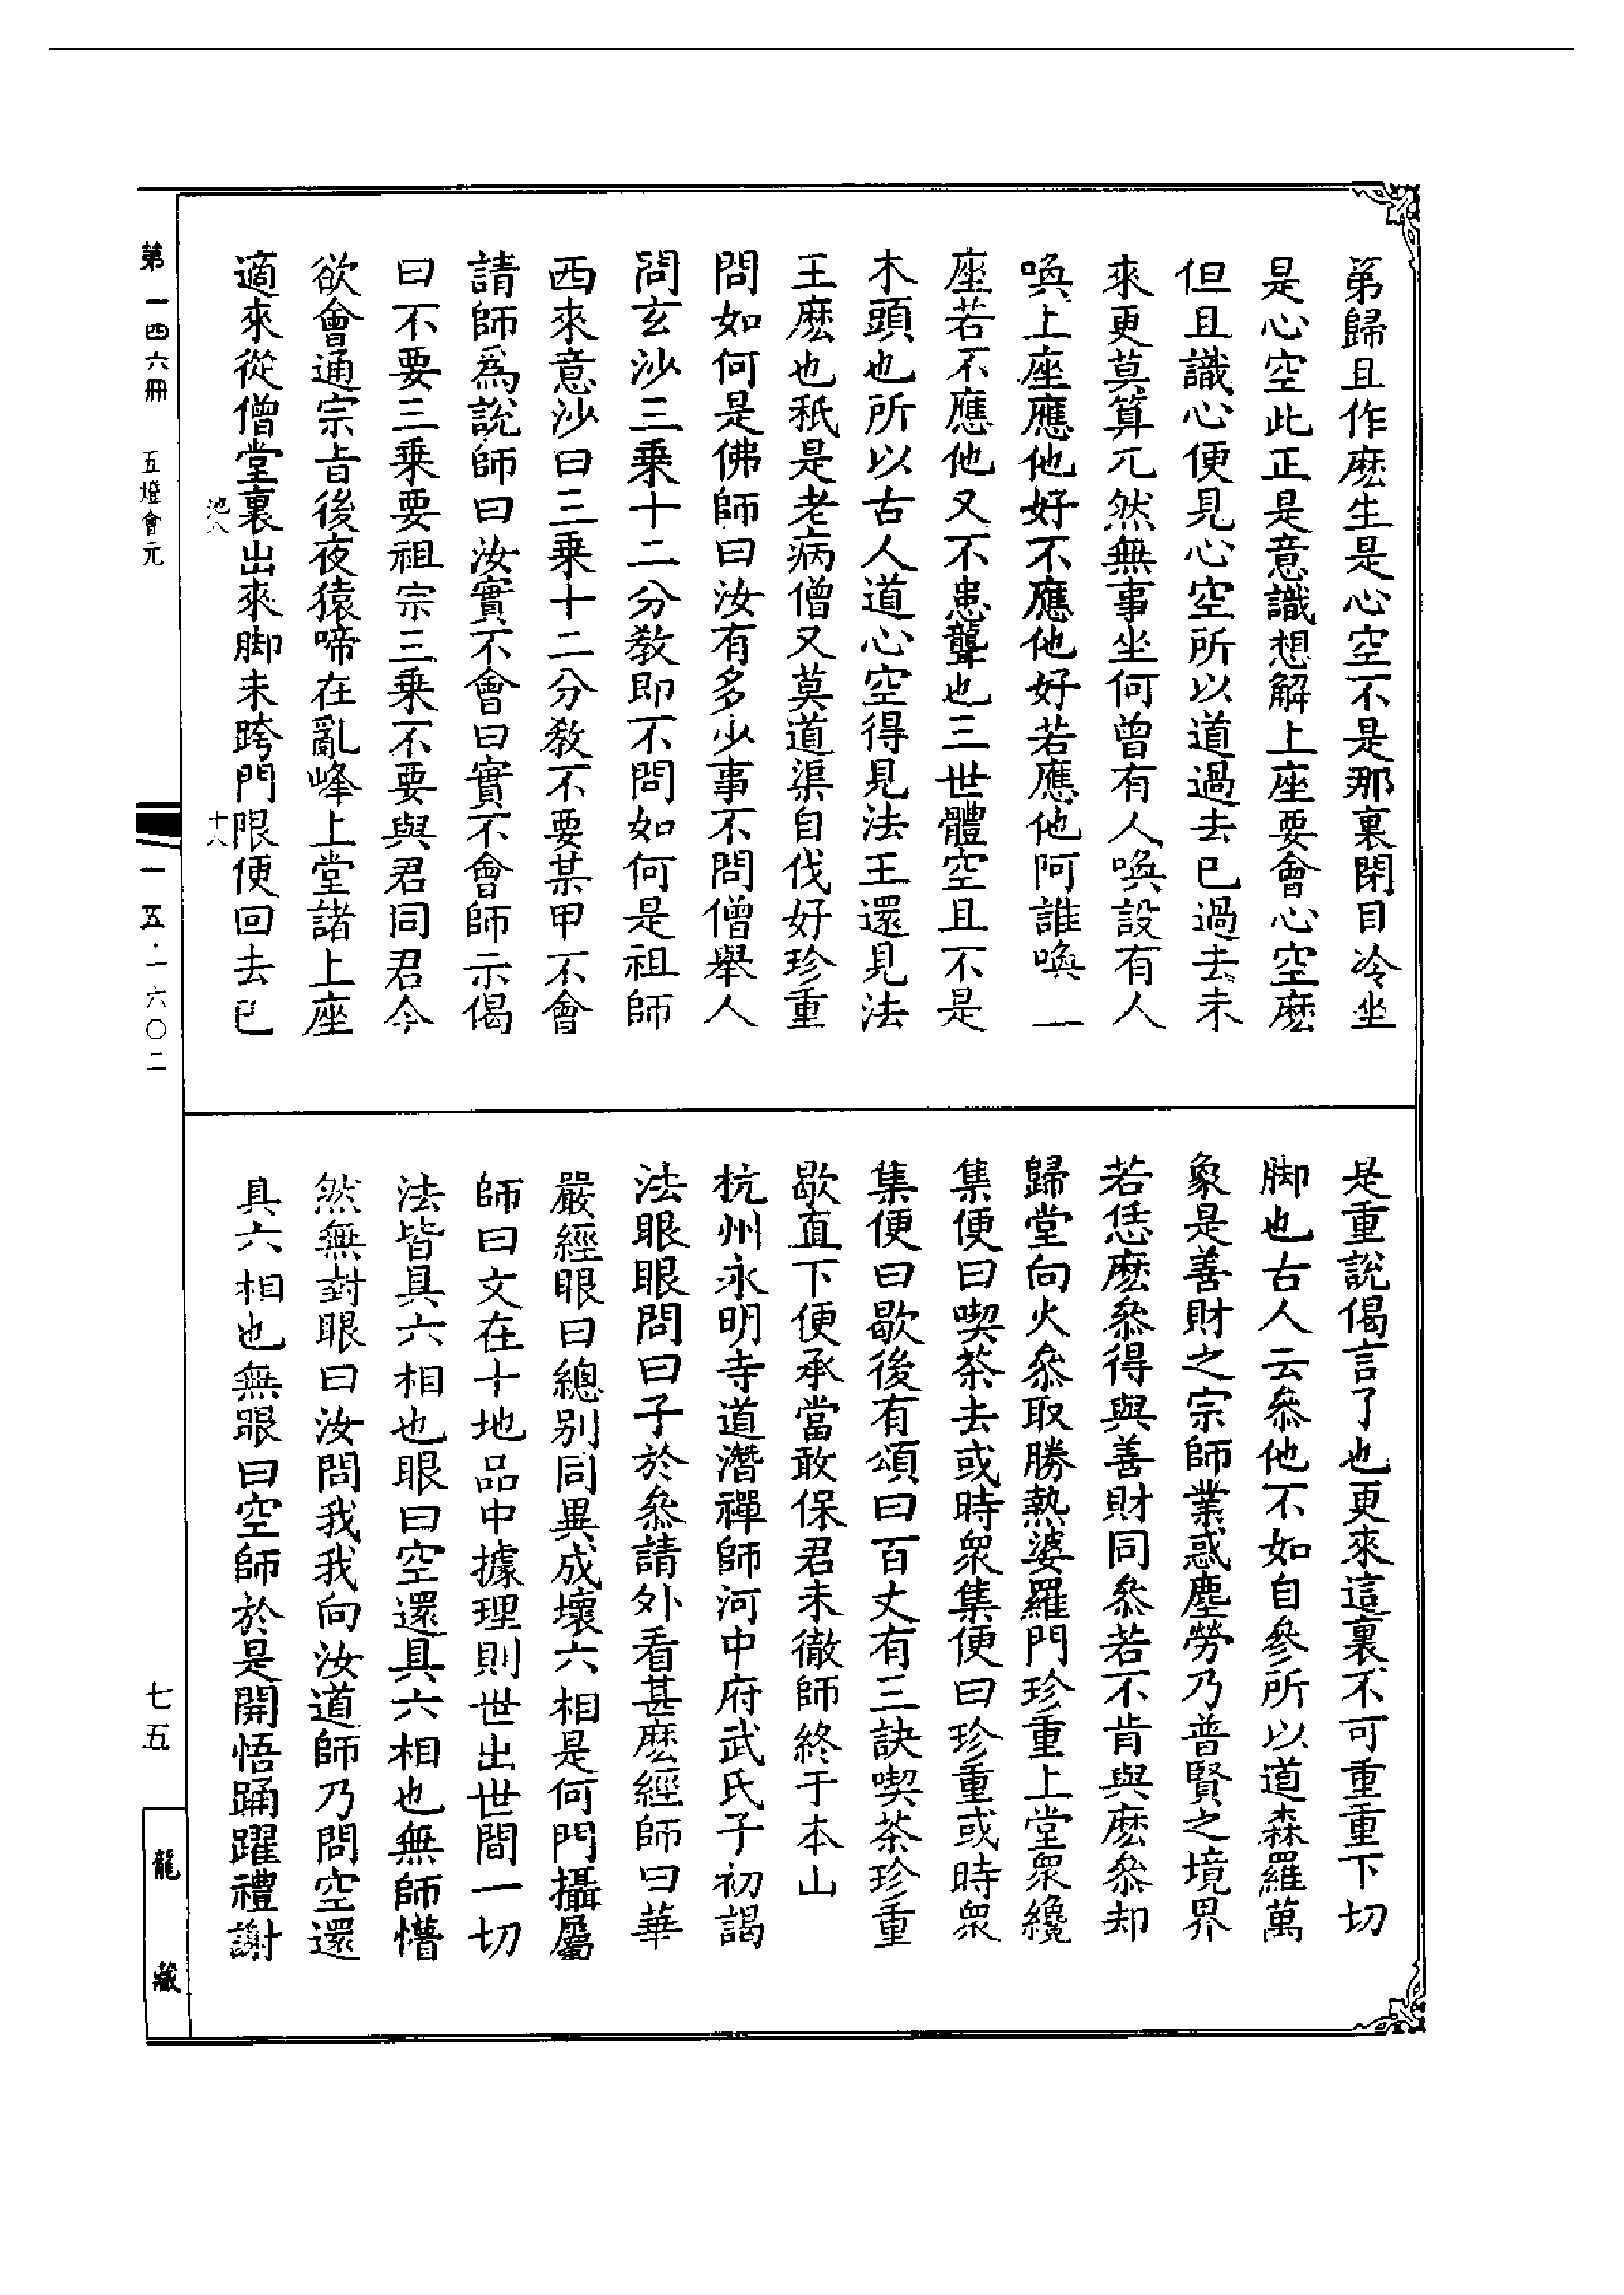 弟歸且作麽生是心空不是那裏閉目冷坐
是心空此正是意識想解上座要會心空麽
但且識心便見心空所以道過去已過去未
來更莫算兀然無事坐何曾有人喚設有人
喚上座應他好不應他好若應他阿誰喚一
座若不應他又不患聾也三世體空且不是
木頭也所以古人道心空得見法王還見法
王麽也秖是老病僧又莫道渠自伐好珍重
問如何是佛師曰汝有多少事不問僧舉人
問玄沙三乘十二分教即不問如何是祖師
西來意沙曰三乘十二分教不要某甲不會
請師爲說師曰汝實不會曰實不會師示偈
曰不要三乘要祖宗三乘不要與君同君今
欲會通宗旨後夜猿啼在亂峰上堂諸上座
適來從僧堂裏出來脚未跨門限便回去已
池八
十八
是重說偈言了也更來這裏不可重重下切
脚也古人云叅他不如自參所以道森羅萬
象是善財之宗師業惑塵勞乃普賢之境界
若恁麽叅得與善財同叅若不肯與麽叅却
歸堂向火叅取勝熱婆羅門珍重上堂衆纔
集便曰喫茶去或時衆集便曰珍重或時衆
集便曰歇後有頌曰百丈有三訣喫茶珍重
歇直下便承當敢保君未徹師終于本山
杭州永明寺道潛禪師河中府武氏子初謁
法眼眼問曰子於叅請外看甚麽經師曰華
嚴經眼曰總別同異成壞六相是何門攝屬
師曰文在十地品中據理則世出世間一切
法皆具六相也眼曰空還具六相也無師懵
然無對眼曰汝問我我向汝道師乃問空還
具六相也無眼曰空師於是開悟踊躍禮謝
第一四六冊　五燈會元
一一五·一六〇二
七五
龍藏